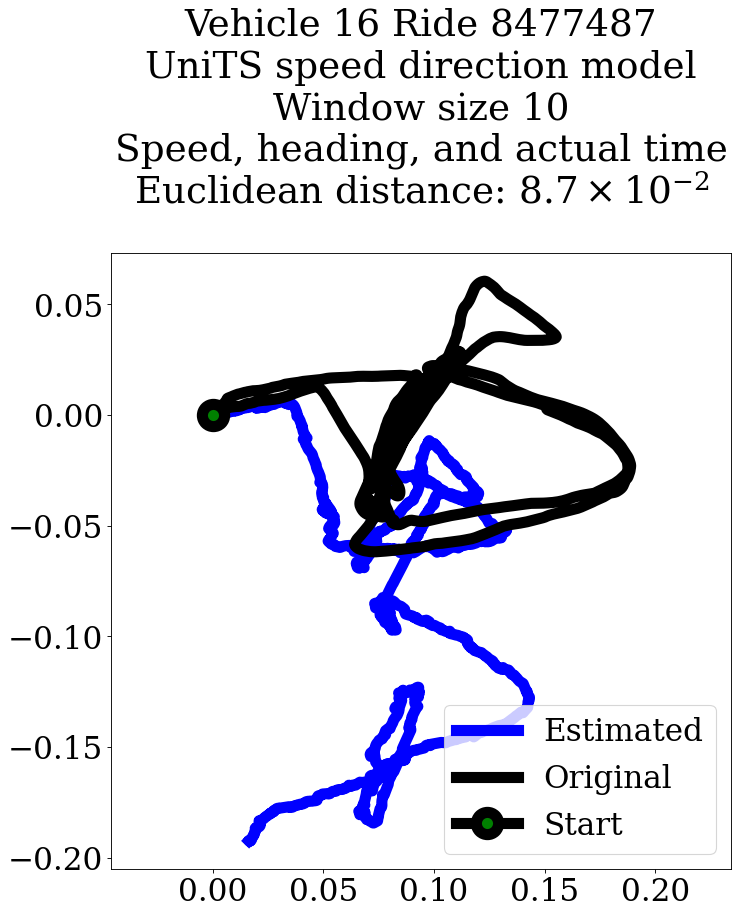 Vehicle 16 Ride 8477487
UniTS speed direction model
Window size 10
Speed, heading, and actual time
Euclidean distance: 8.7 × 10⁻²
0.05
0.00
−0.05
−0.10
−0.15
−0.20
Estimated
Original
Start
0.00 0.05 0.10 0.15 0.20